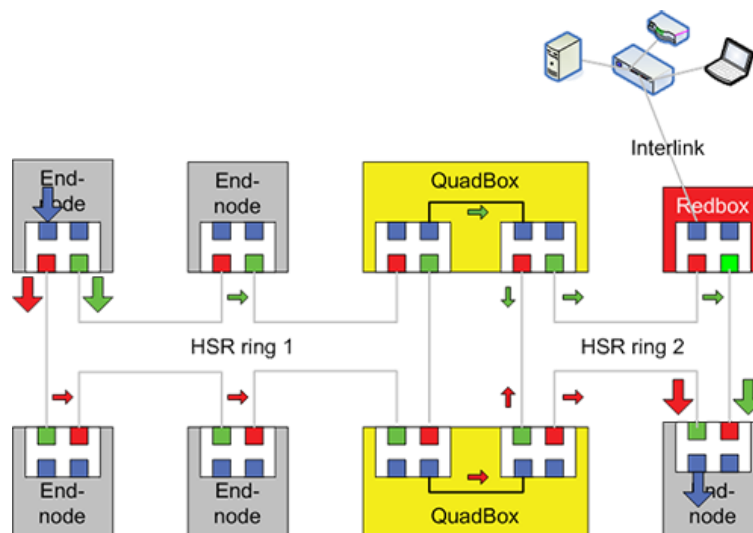 Interlink
End-
node
End-
node
QuadBox
Redbox
HSR ring 1
HSR ring 2
End-
node
End-
node
QuadBox
End-
node